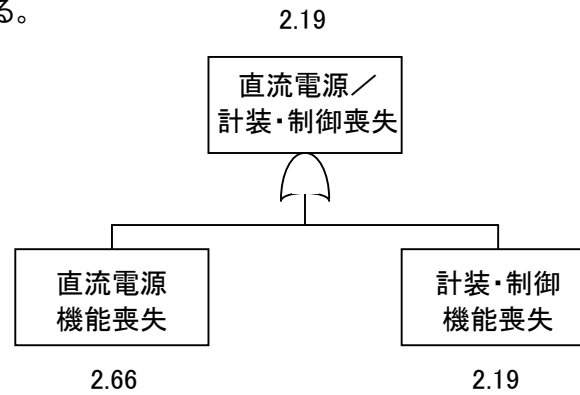 る。
2.19
直流電源／
計装・制御喪失
直流電源
機能喪失
計装・制御
機能喪失
2.66
2.19